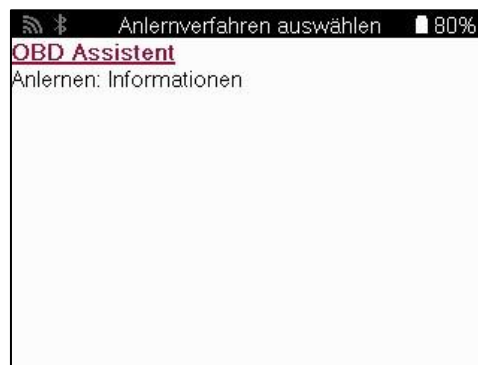 Anlernverfahren auswählen 80%
OBD Assistent
Anlernen: Informationen